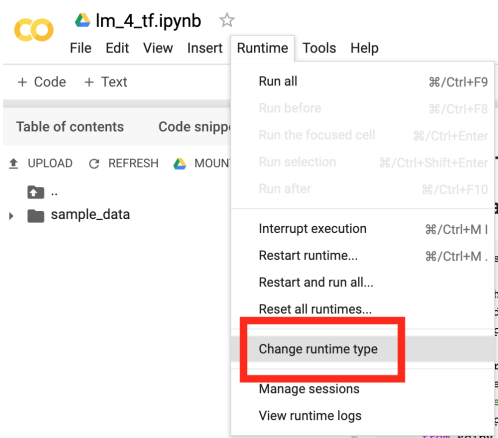 lm_4_tf.ipynb
File Edit View Insert Runtime Tools Help
+ Code + Text
Table of contents Code snipp
UPLOAD REFRESH MOUN
..
sample_data
Run all ⌘/Ctrl+F9
Run before ⌘/Ctrl+F8
Run the focused cell ⌘/Ctrl+Enter
Run selection ⌘/Ctrl+Shift+Enter
Run after ⌘/Ctrl+F10
Interrupt execution ⌘/Ctrl+M I
Restart runtime... ⌘/Ctrl+M .
Restart and run all...
Reset all runtimes...
Change runtime type
Manage sessions
View runtime logs